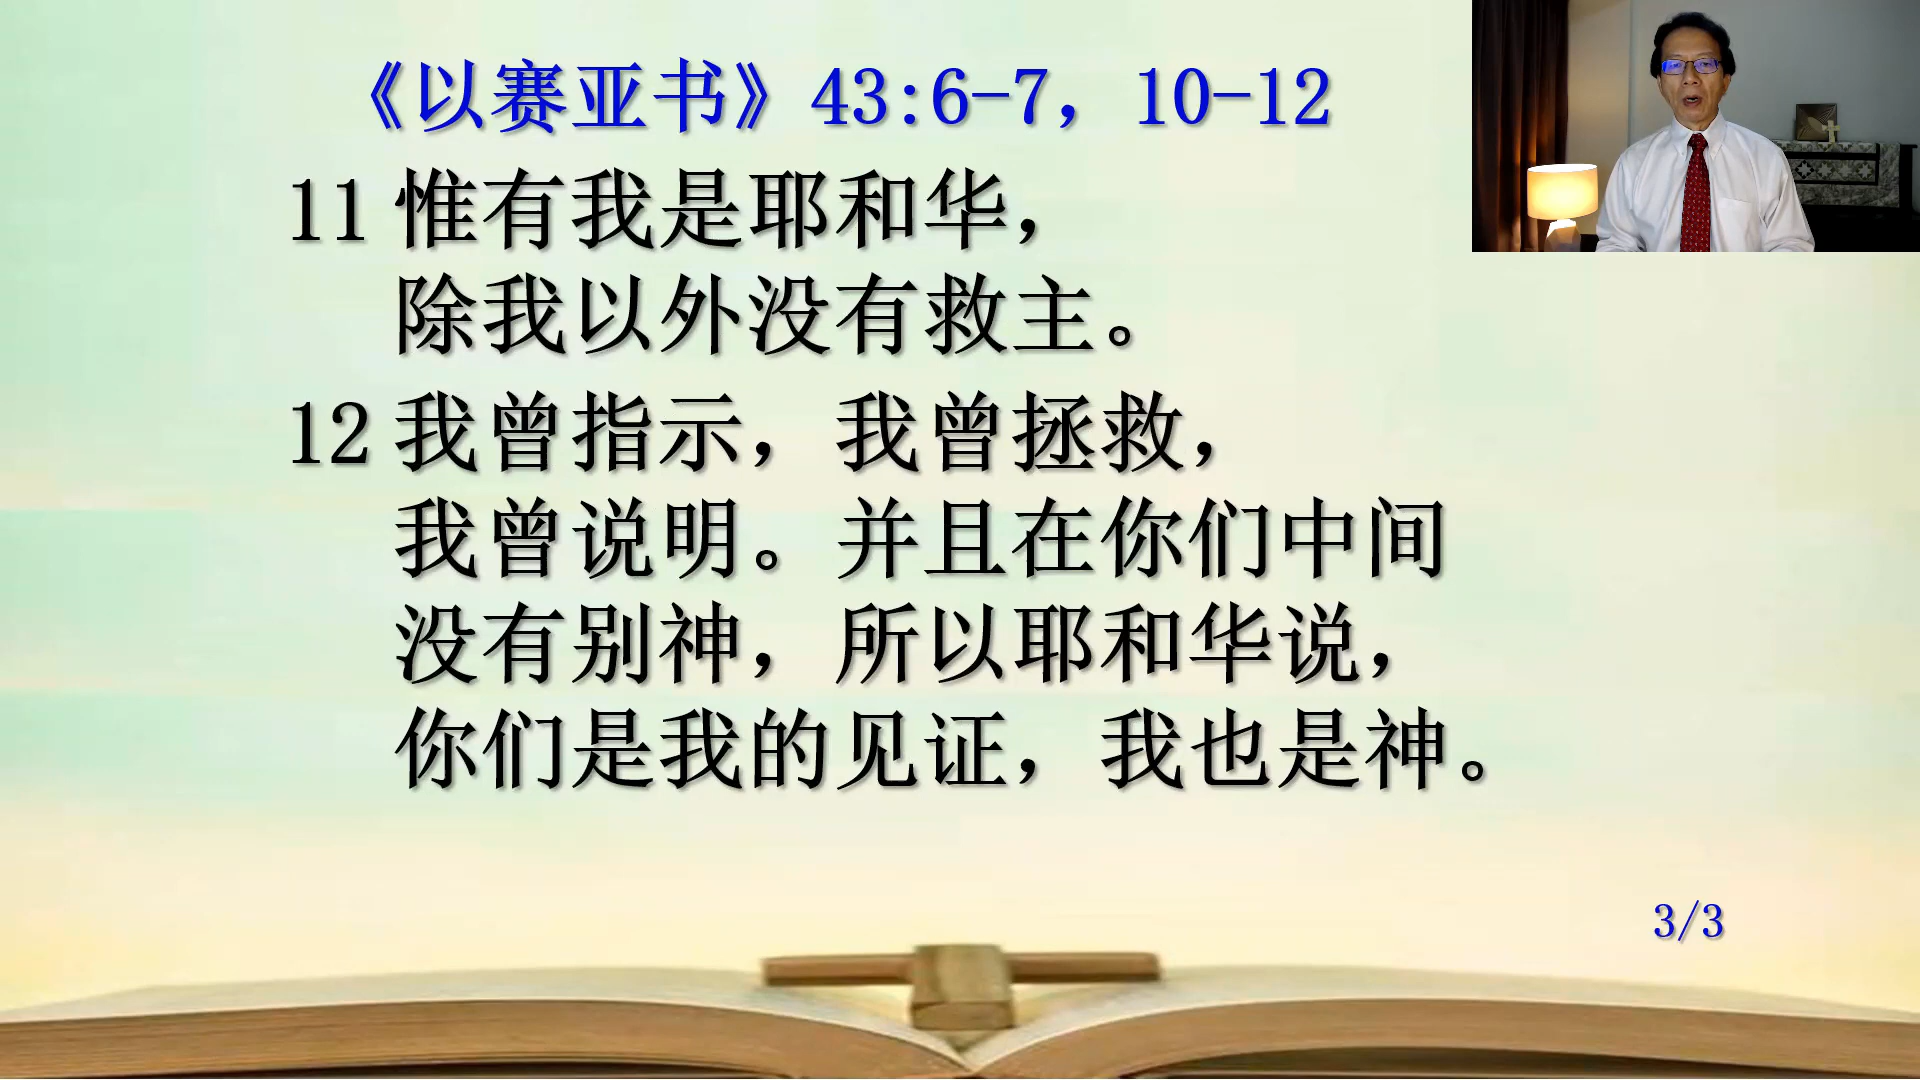 《以赛亚书》43:6-7，10-12
11 惟有我是耶和华，
除我以外没有救主。
12 我曾指示，我曾拯救，
我曾说明。并且在你们中间
没有别神，所以耶和华说，
你们是我的见证，我也是神。
3/3